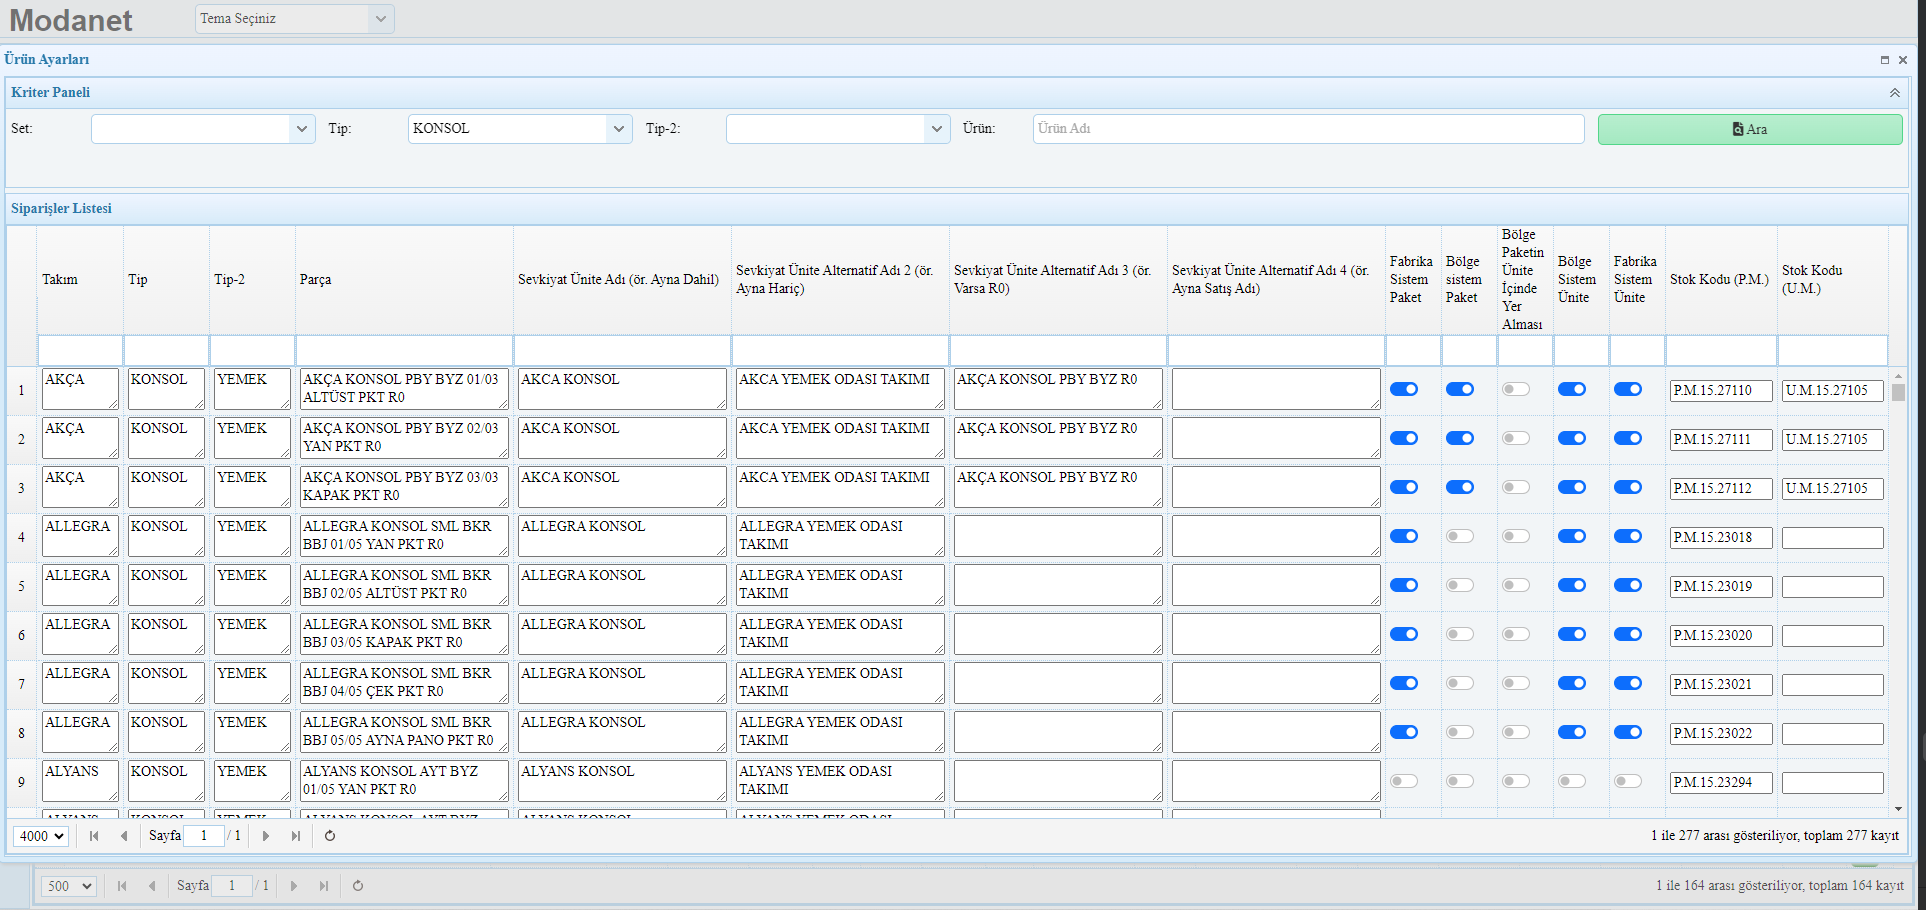 Modanet
Tema Seçiniz
Ürün Ayarları
Kriter Paneli
Set:
Tip:
KONSOL
Tip-2:
Ürün:
Ürün Adı
Ara
Siparişler Listesi
Takım
Tip
Tip-2
Parça
Sevkiyat Ünite Adı (ör. Ayna Dahil)
Sevkiyat Ünite Alternatif Adı 2 (ör.
Ayna Hariç)
Sevkiyat Ünite Alternatif Adı 3 (ör.
Varsa R0)
Sevkiyat Ünite Alternatif Adı 4 (ör.
Ayna Satış Adı)
Fabrika
Sistem
Paket
Bölge
sistem
Paket
Bölge
Paketin
Ünite
İçinde
Yer
Alması
Bölge
Sistem
Ünite
Fabrika
Sistem
Ünite
Stok Kodu (P.M.)
Stok Kodu
(U.M.)
1
AKÇA
KONSOL
YEMEK
AKÇA KONSOL PBY BYZ 01/03
ALTÜST PKT R0
AKCA KONSOL
AKCA YEMEK ODASI TAKIMI
AKÇA KONSOL PBY BYZ R0
P.M.15.27110
U.M.15.27105
2
AKÇA
KONSOL
YEMEK
AKÇA KONSOL PBY BYZ 02/03
YAN PKT R0
AKCA KONSOL
AKCA YEMEK ODASI TAKIMI
AKÇA KONSOL PBY BYZ R0
P.M.15.27111
U.M.15.27105
3
AKÇA
KONSOL
YEMEK
AKÇA KONSOL PBY BYZ 03/03
KAPAK PKT R0
AKCA KONSOL
AKCA YEMEK ODASI TAKIMI
AKÇA KONSOL PBY BYZ R0
P.M.15.27112
U.M.15.27105
4
ALLEGRA
KONSOL
YEMEK
ALLEGRA KONSOL SML BKR
BBJ 01/05 YAN PKT R0
ALLEGRA KONSOL
ALLEGRA YEMEK ODASI
TAKIMI
P.M.15.23018
5
ALLEGRA
KONSOL
YEMEK
ALLEGRA KONSOL SML BKR
BBJ 02/05 ALTÜST PKT R0
ALLEGRA KONSOL
ALLEGRA YEMEK ODASI
TAKIMI
P.M.15.23019
6
ALLEGRA
KONSOL
YEMEK
ALLEGRA KONSOL SML BKR
BBJ 03/05 KAPAK PKT R0
ALLEGRA KONSOL
ALLEGRA YEMEK ODASI
TAKIMI
P.M.15.23020
7
ALLEGRA
KONSOL
YEMEK
ALLEGRA KONSOL SML BKR
BBJ 04/05 ÇEK PKT R0
ALLEGRA KONSOL
ALLEGRA YEMEK ODASI
TAKIMI
P.M.15.23021
8
ALLEGRA
KONSOL
YEMEK
ALLEGRA KONSOL SML BKR
BBJ 05/05 AYNA PANO PKT R0
ALLEGRA KONSOL
ALLEGRA YEMEK ODASI
TAKIMI
P.M.15.23022
9
ALYANS
KONSOL
YEMEK
ALYANS KONSOL AYT BYZ
01/05 YAN PKT R0
ALYANS KONSOL
ALYANS YEMEK ODASI
TAKIMI
P.M.15.23294
4000
Sayfa 1 / 1
1 ile 277 arası gösteriliyor, toplam 277 kayıt
500
Sayfa 1 / 1
1 ile 164 arası gösteriliyor, toplam 164 kayıt